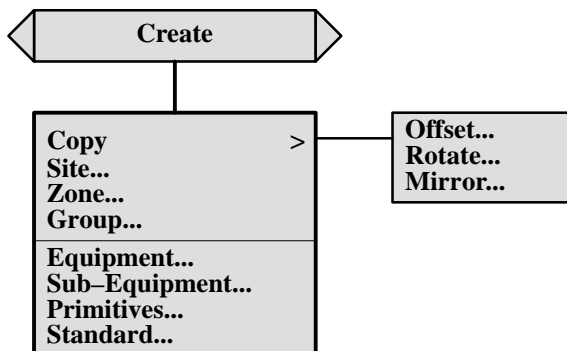 Create
Copy >
Site...
Zone...
Group...
Equipment...
Sub–Equipment...
Primitives...
Standard...
Offset...
Rotate...
Mirror...